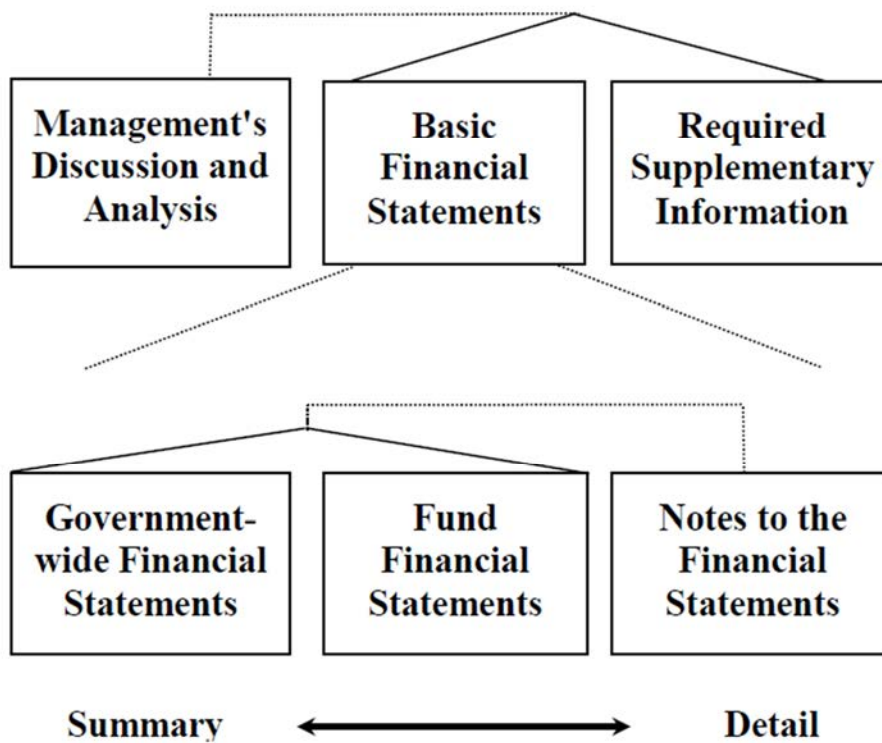 Management's
Discussion and
Analysis
Basic
Financial
Statements
Required
Supplementary
Information
Government-
wide Financial
Statements
Fund
Financial
Statements
Notes to the
Financial
Statements
Summary
Detail